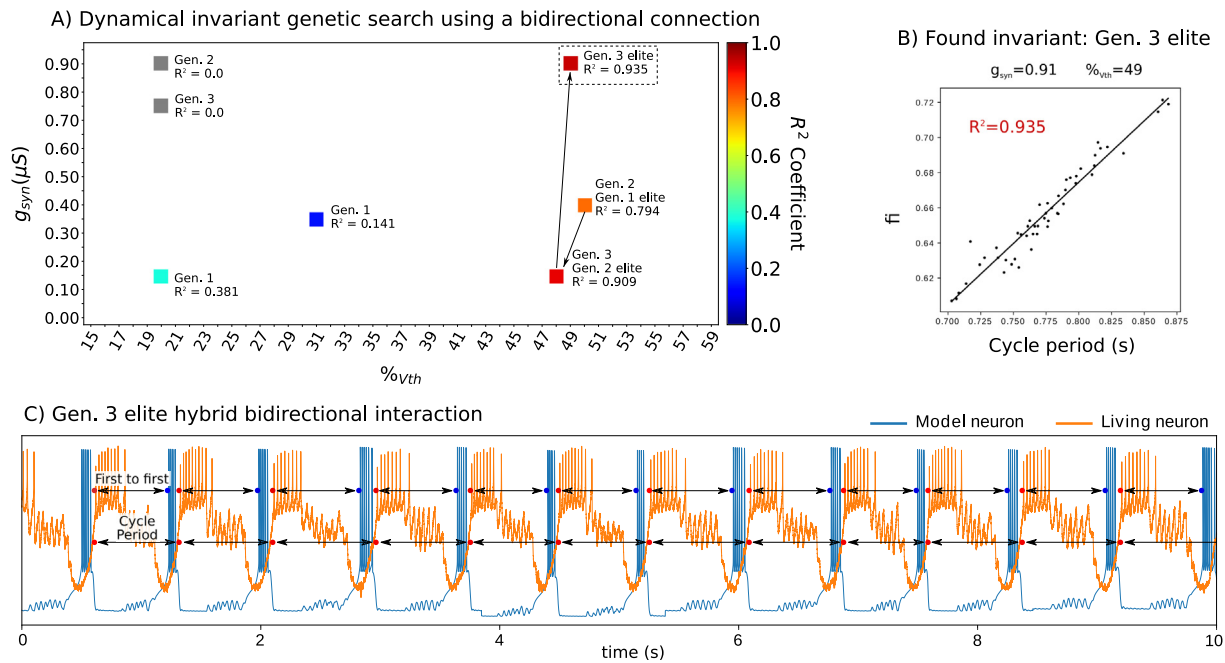 A) Dynamical invariant genetic search using a bidirectional connection
g_syn(μS)
0.90
0.80
0.70
0.60
0.50
0.40
0.30
0.20
0.10
0.00
Gen. 2
R² = 0.0
Gen. 3
R² = 0.0
Gen. 1
R² = 0.381
Gen. 1
R² = 0.141
Gen. 3 elite
R² = 0.935
Gen. 2
Gen. 1 elite
R² = 0.794
Gen. 3
Gen. 2 elite
R² = 0.909
15 17 19 21 23 25 27 29 31 33 35 37 39 41 43 45 47 49 51 53 55 57 59
%Vth
1.0
0.8
0.6
0.4
0.2
0.0
R² Coefficient
B) Found invariant: Gen. 3 elite
g_syn=0.91 %Vth=49
R²=0.935
fi
0.72
0.70
0.68
0.66
0.64
0.62
0.700 0.725 0.750 0.775 0.800 0.825 0.850 0.875
Cycle period (s)
C) Gen. 3 elite hybrid bidirectional interaction
Model neuron Living neuron
First to first
Cycle
Period
0 2 4 6 8 10
time (s)